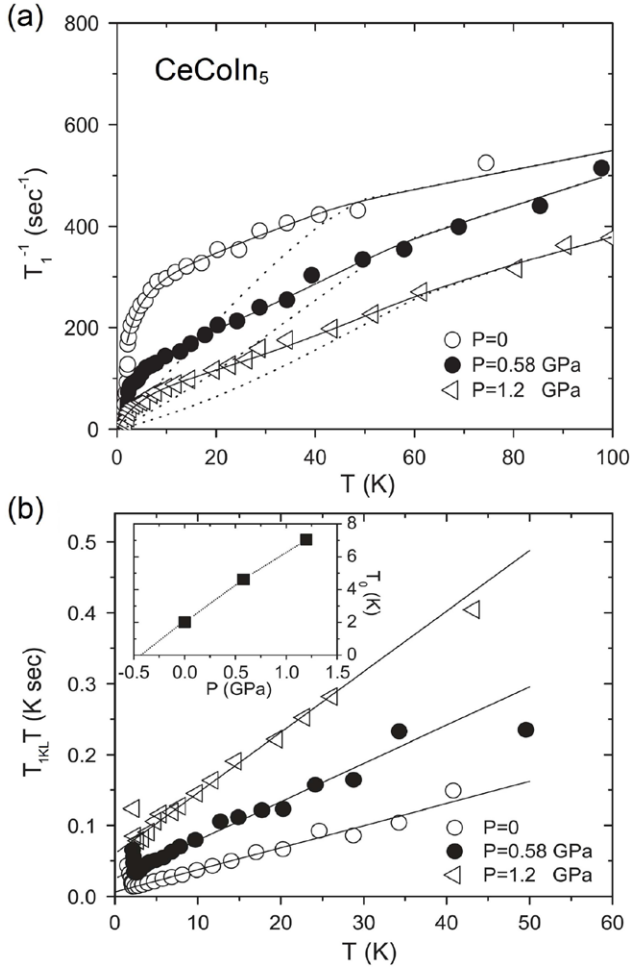 (a)
800
600
400
200
0
T₁⁻¹ (sec⁻¹)
CeCoIn₅
P=0
P=0.58 GPa
P=1.2 GPa
0 20 40 60 80 100
T (K)
(b)
0.5
0.4
0.3
0.2
0.1
0.0
T₁KL T (K sec)
8
6
4
2
0
T₀ (K)
-0.5 0.0 0.5 1.0 1.5
P (GPa)
P=0
P=0.58 GPa
P=1.2 GPa
0 10 20 30 40 50 60
T (K)